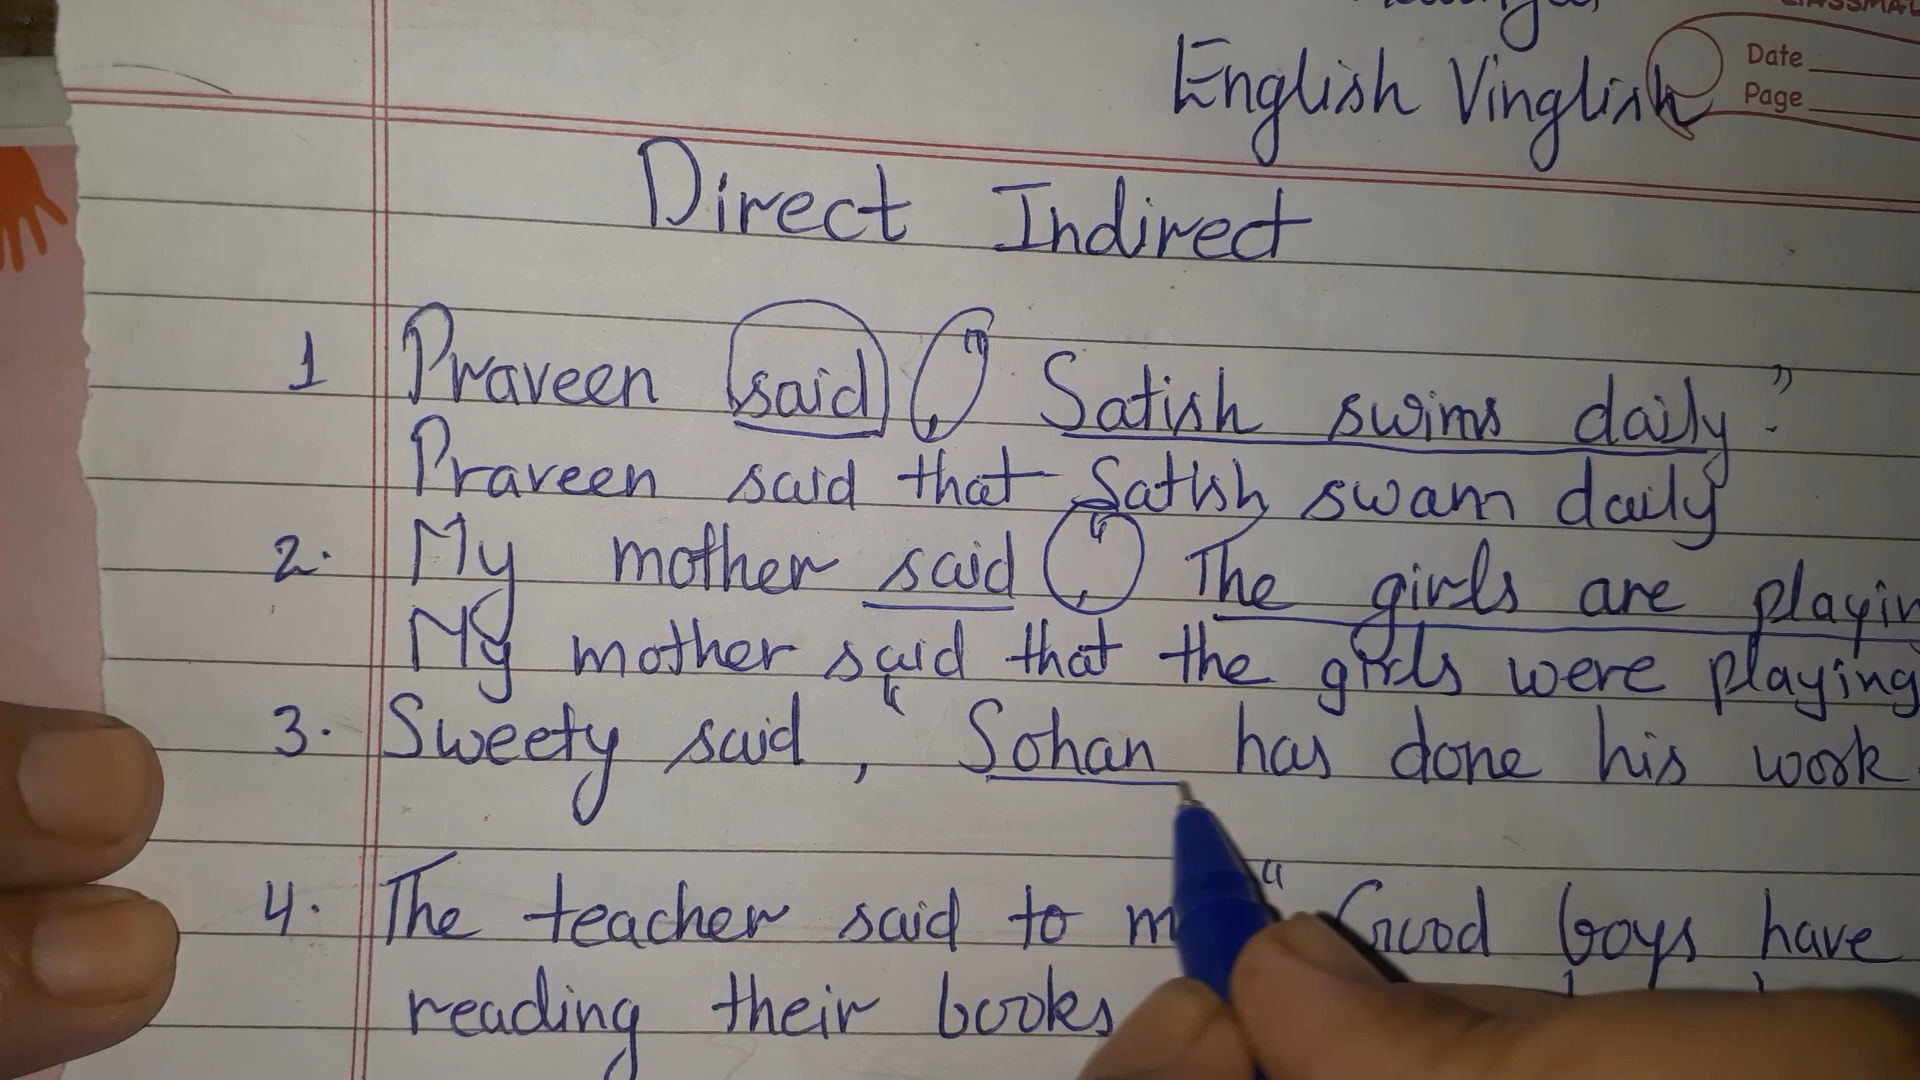 English Vinglish
Date
Page
Direct Indirect
1 Praveen said, " Satish swims daily."
Praveen said that Satish swam daily
2. My mother said, " The girls are
My mother said that the girls were playing
3. Sweety said, " Sohan has done his work.
4. The teacher said to " Good boys have
reading their books